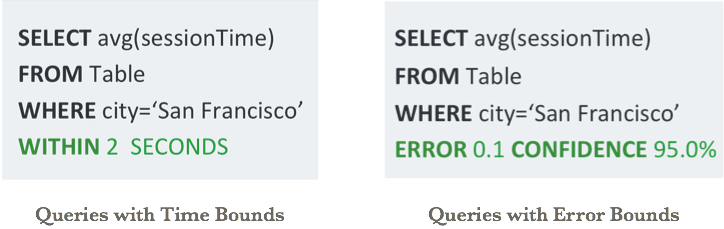 SELECT avg(sessionTime)
FROM Table
WHERE city=‘San Francisco’
WITHIN 2 SECONDS
Queries with Time Bounds
SELECT avg(sessionTime)
FROM Table
WHERE city=‘San Francisco’
ERROR 0.1 CONFIDENCE 95.0%
Queries with Error Bounds